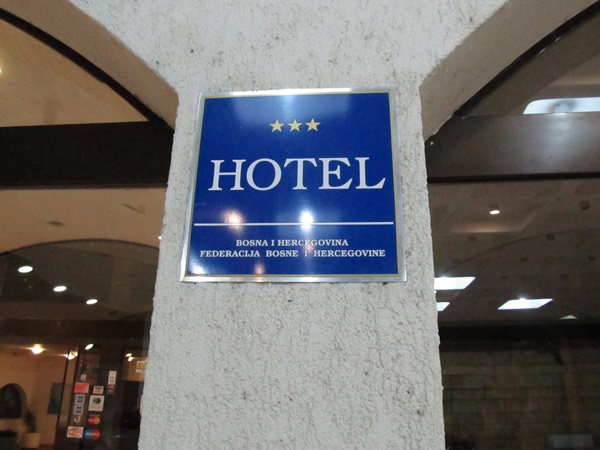 HOTEL
BOSNA I HERCEGOVINA
FEDERACIJA BOSNE I HERCEGOVINE